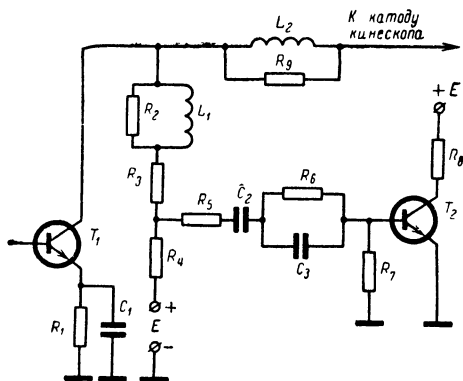 К катоду
кинескопа
L₂
R₉
+ E
R₂
L₁
R₈
R₃
R₆
R₅
C₂
T₂
T₁
C₃
R₄
R₇
+
E
-
R₁
C₁